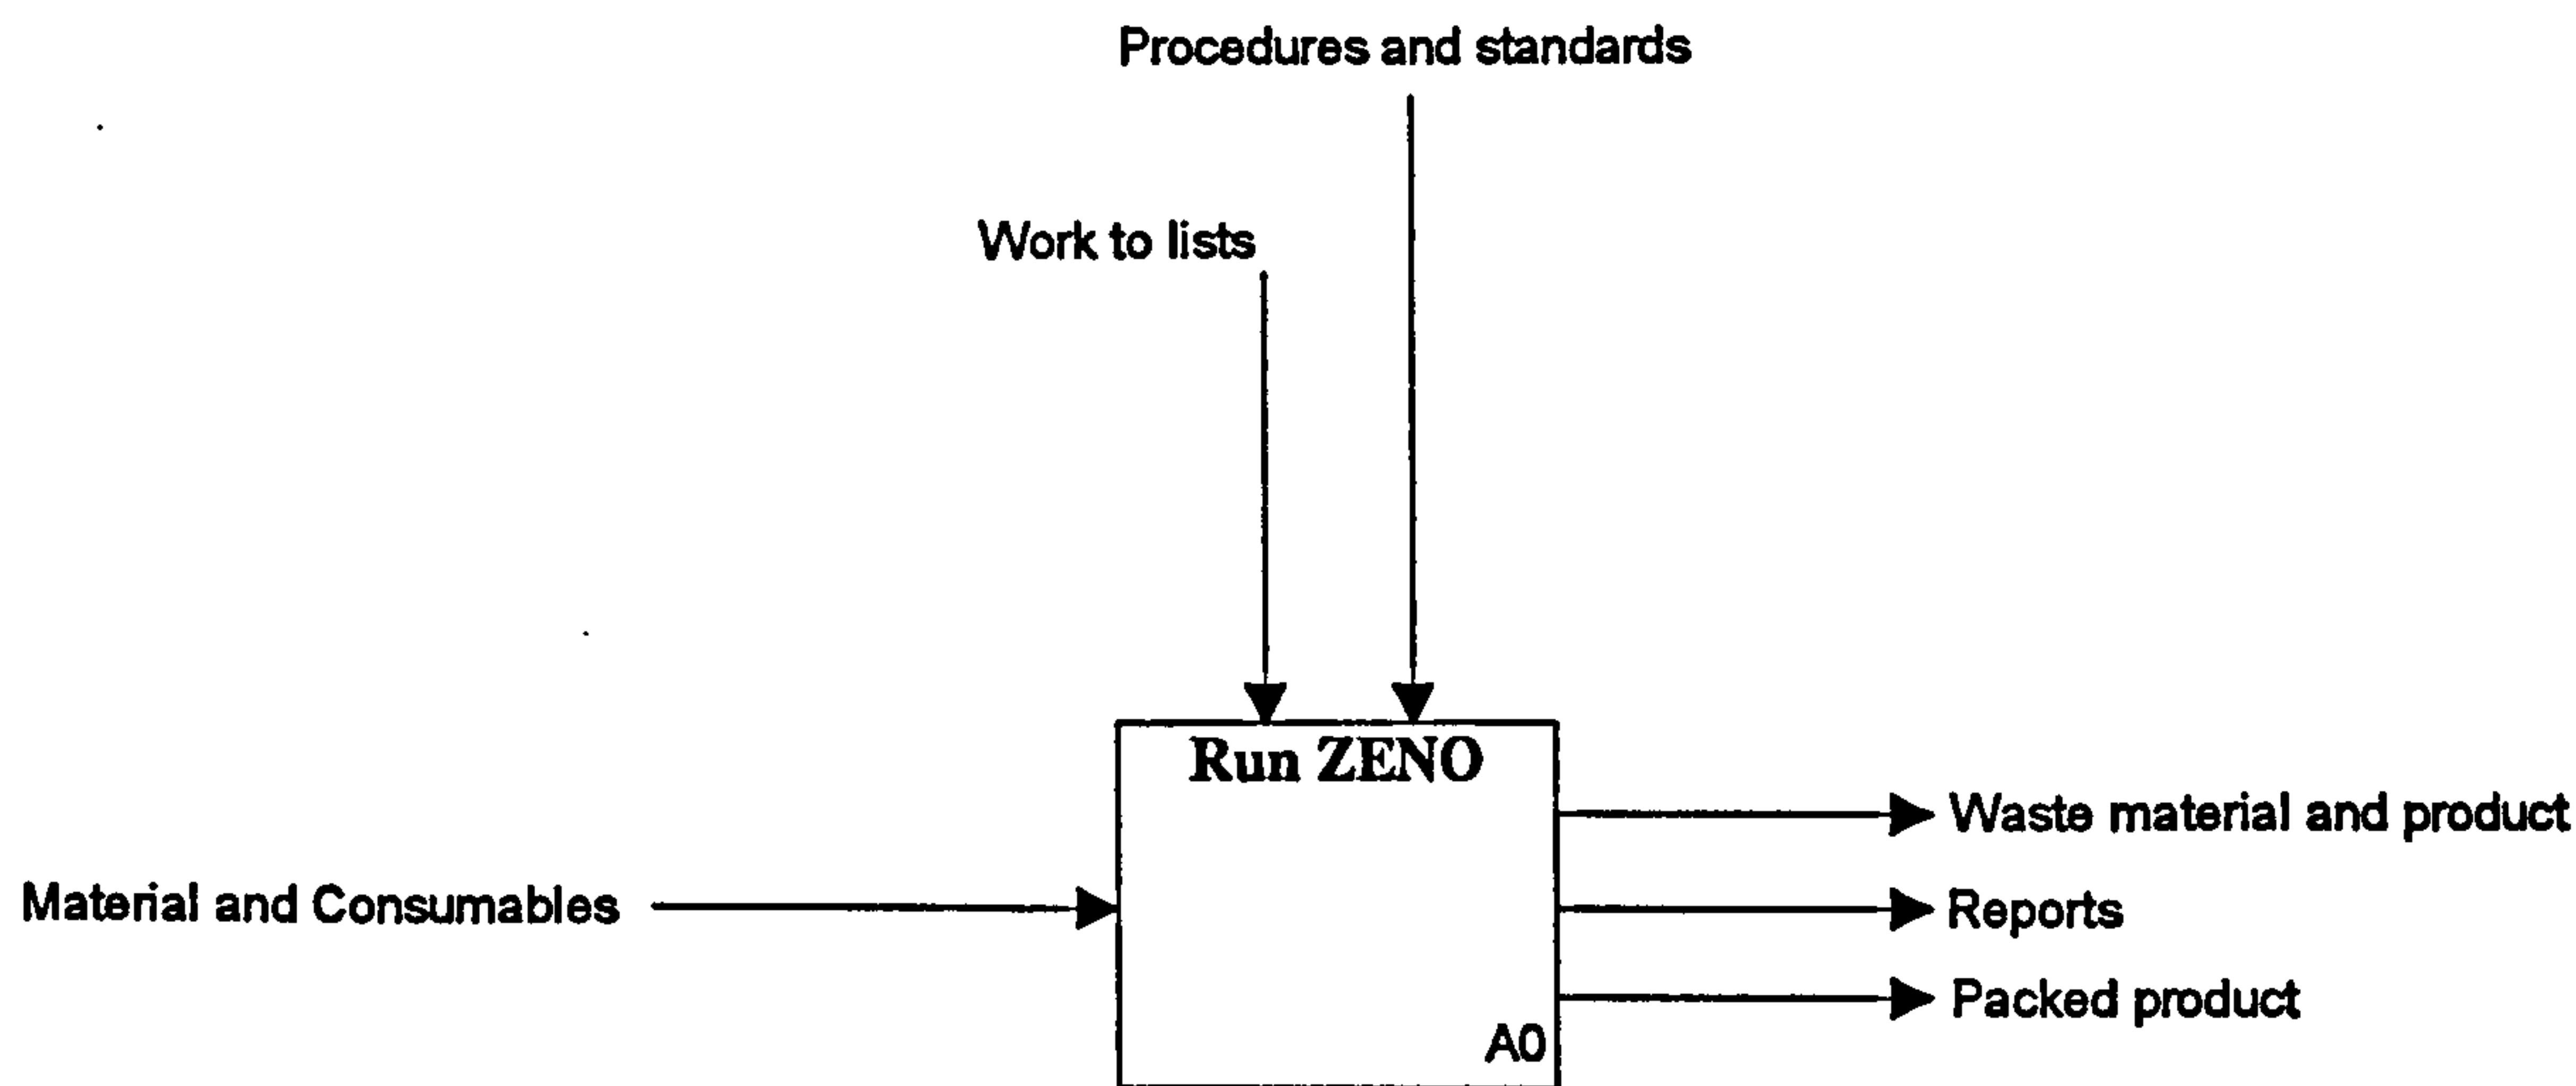 Procedures and standards
Work to lists
Run ZENO
Waste material and product
Material and Consumables
Reports
Packed product
A0